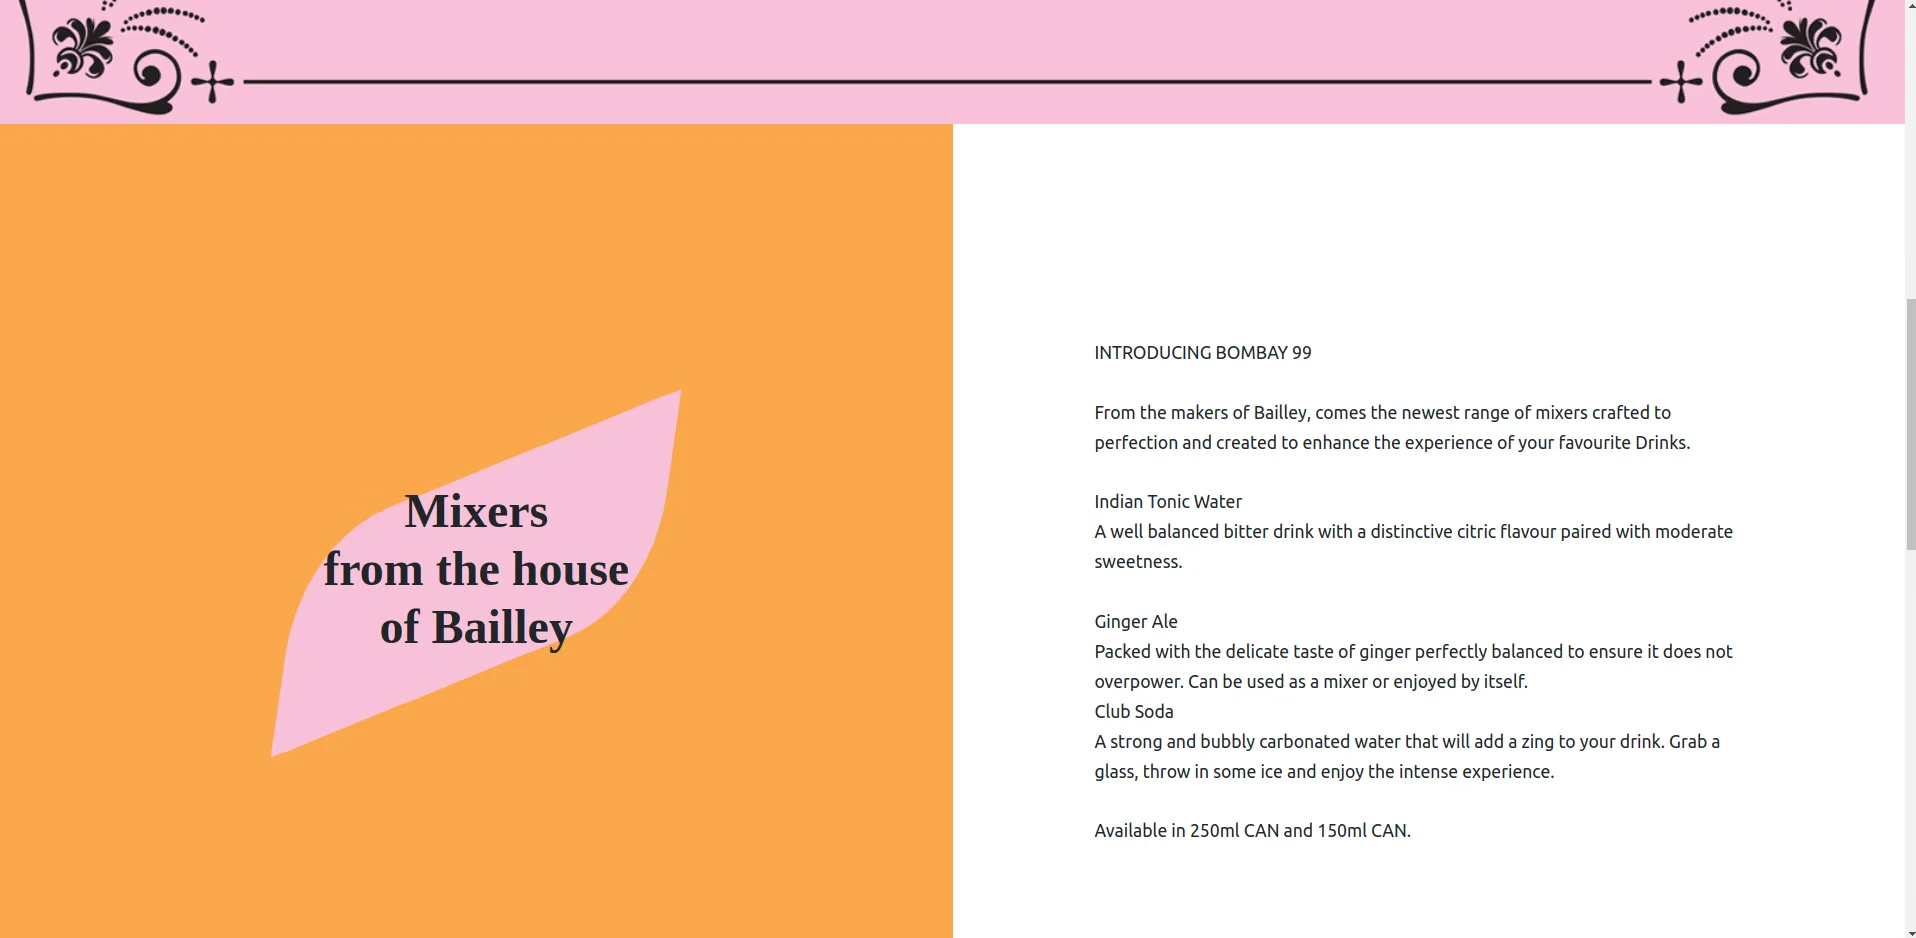 Mixers
from the house
of Bailley
INTRODUCING BOMBAY 99
From the makers of Bailley, comes the newest range of mixers crafted to
perfection and created to enhance the experience of your favourite Drinks.
Indian Tonic Water
A well balanced bitter drink with a distinctive citric flavour paired with moderate
sweetness.
Ginger Ale
Packed with the delicate taste of ginger perfectly balanced to ensure it does not
overpower. Can be used as a mixer or enjoyed by itself.
Club Soda
A strong and bubbly carbonated water that will add a zing to your drink. Grab a
glass, throw in some ice and enjoy the intense experience.
Available in 250ml CAN and 150ml CAN.